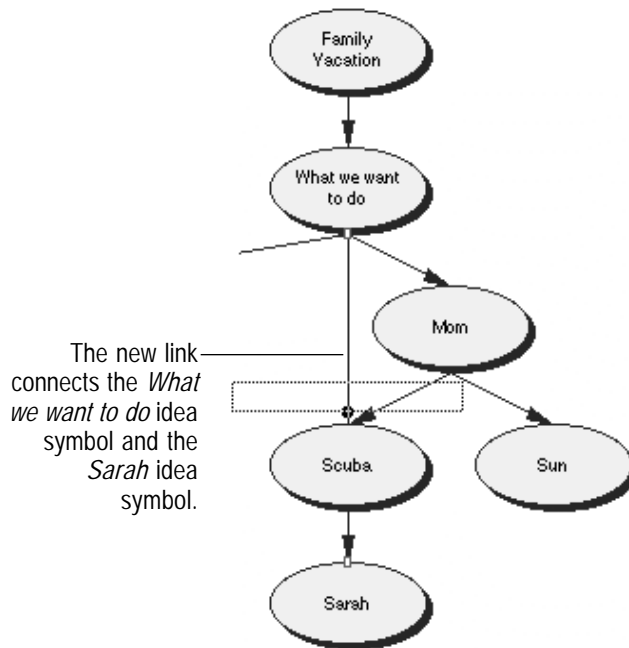 Family
Vacation
What we want
to do
Mom
The new link
connects the What
we want to do idea
symbol and the
Sarah idea
symbol.
Scuba
Sun
Sarah